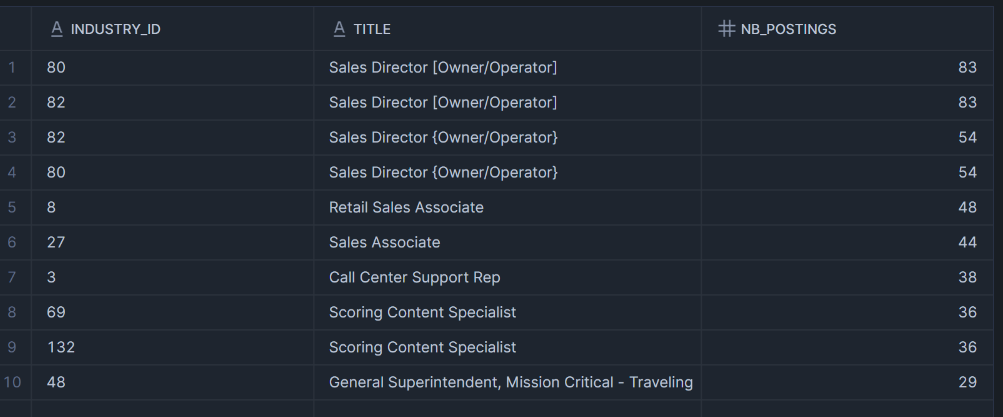 INDUSTRY_ID TITLE NB_POSTINGS
1 80 Sales Director [Owner/Operator] 83
2 82 Sales Director [Owner/Operator] 83
3 82 Sales Director {Owner/Operator} 54
4 80 Sales Director {Owner/Operator} 54
5 8 Retail Sales Associate 48
6 27 Sales Associate 44
7 3 Call Center Support Rep 38
8 69 Scoring Content Specialist 36
9 132 Scoring Content Specialist 36
10 48 General Superintendent, Mission Critical - Traveling 29